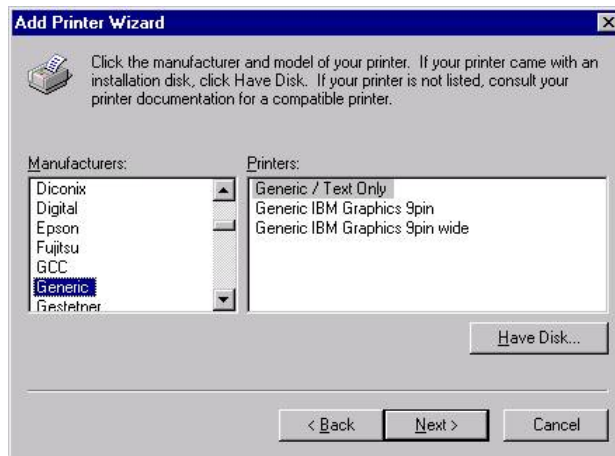 Add Printer Wizard
Click the manufacturer and model of your printer. If your printer came with an
installation disk, click Have Disk. If your printer is not listed, consult your
printer documentation for a compatible printer.
Manufacturers:
Diconix
Digital
Epson
Fujitsu
GCC
Generic
Gestetner
Printers:
Generic / Text Only
Generic IBM Graphics 9pin
Generic IBM Graphics 9pin wide
Have Disk...
< Back
Next >
Cancel